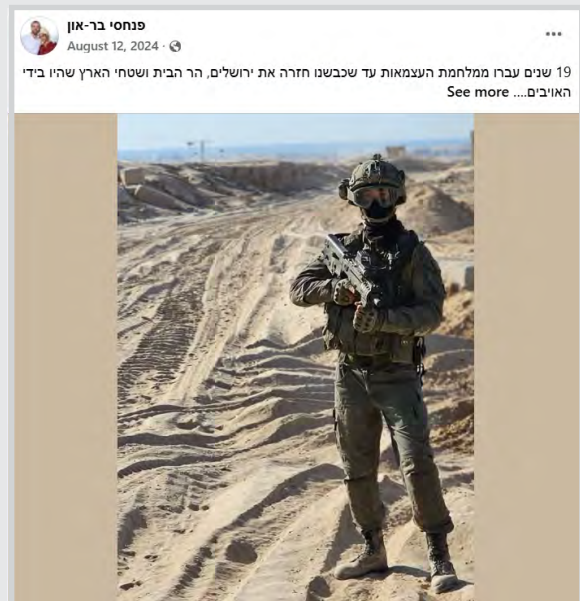 פנחסי בר-און
August 12, 2024 ·
19 שנים עברו ממלחמת העצמאות עד שכבשנו חזרה את ירושלים, הר הבית ושטחי הארץ שהיו בידי
האויבים.... See more